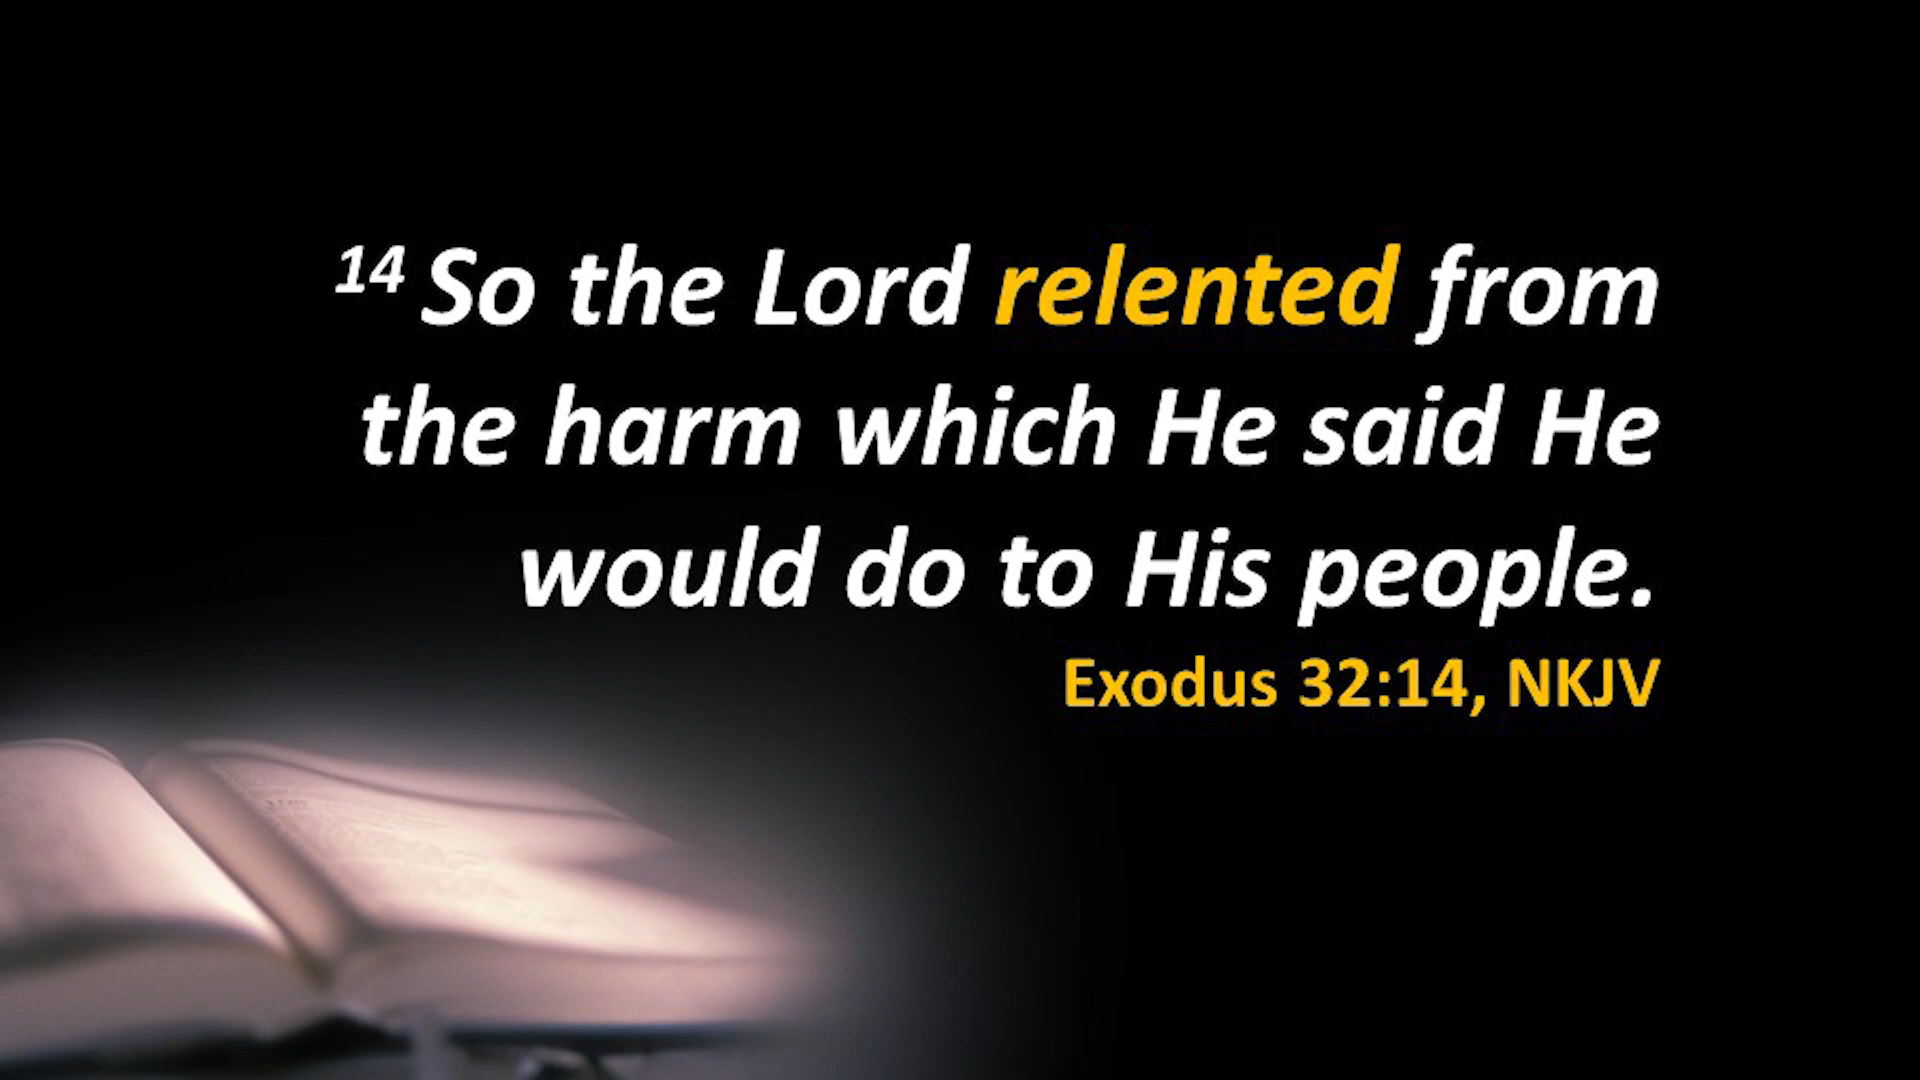 14 So the Lord relented from
the harm which He said He
would do to His people.
Exodus 32:14, NKJV